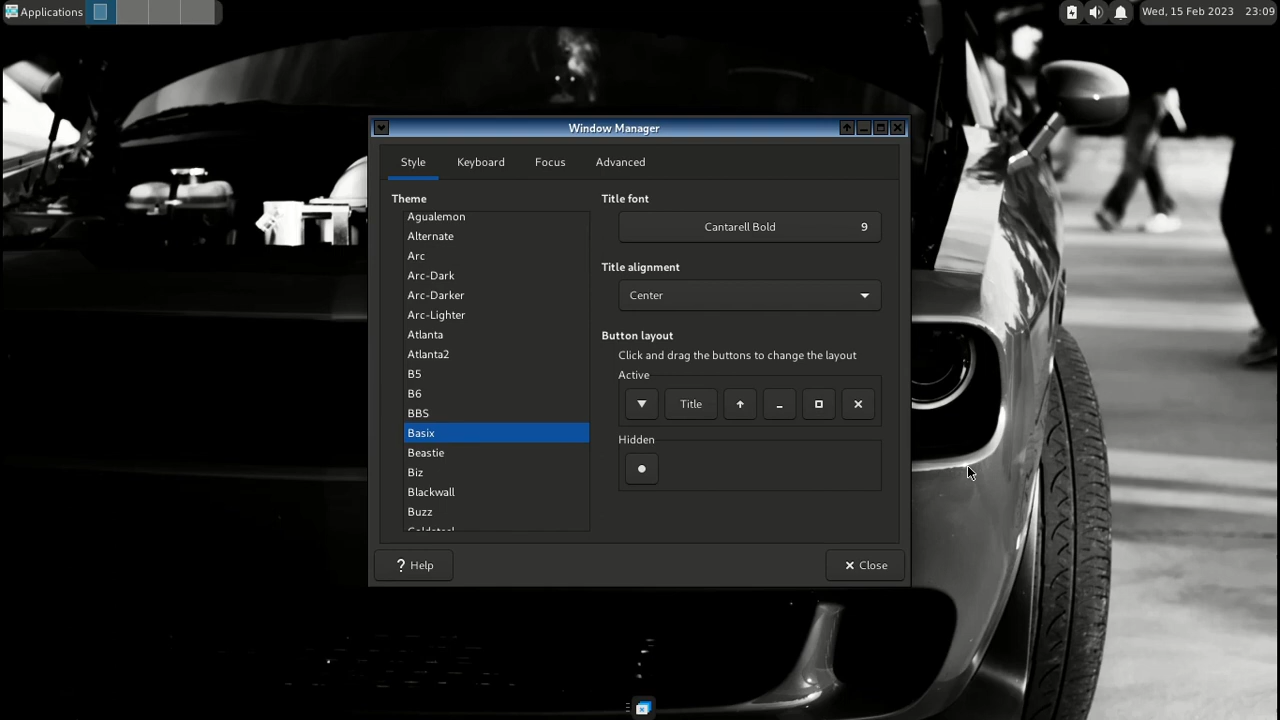 Applications
Wed, 15 Feb 2023 23:09
Window Manager
Style Keyboard Focus Advanced
Theme
Agualemon
Alternate
Arc
Arc-Dark
Arc-Darker
Arc-Lighter
Atlanta
Atlanta2
B5
B6
BBS
Basix
Beastie
Biz
Blackwall
Buzz
Title font
Cantarell Bold 9
Title alignment
Center
Button layout
Click and drag the buttons to change the layout
Active
Title
Hidden
? Help
Close